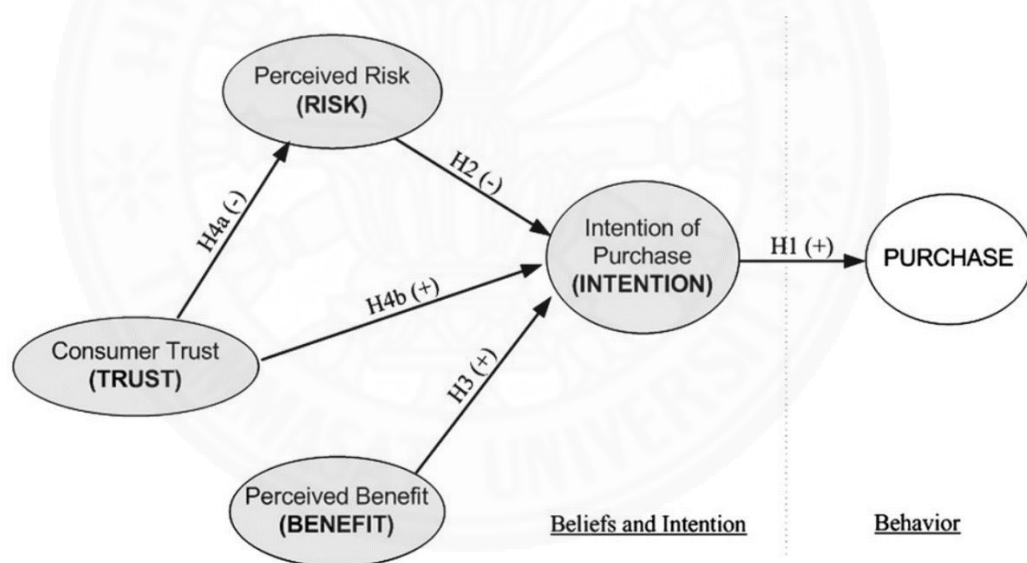 Perceived Risk
(RISK)
H4a (-)
H2 (-)
Intention of
Purchase
(INTENTION)
H1 (+)
PURCHASE
H4b (+)
Consumer Trust
(TRUST)
H3 (+)
Perceived Benefit
(BENEFIT)
Beliefs and Intention
Behavior
UNIVERSITY